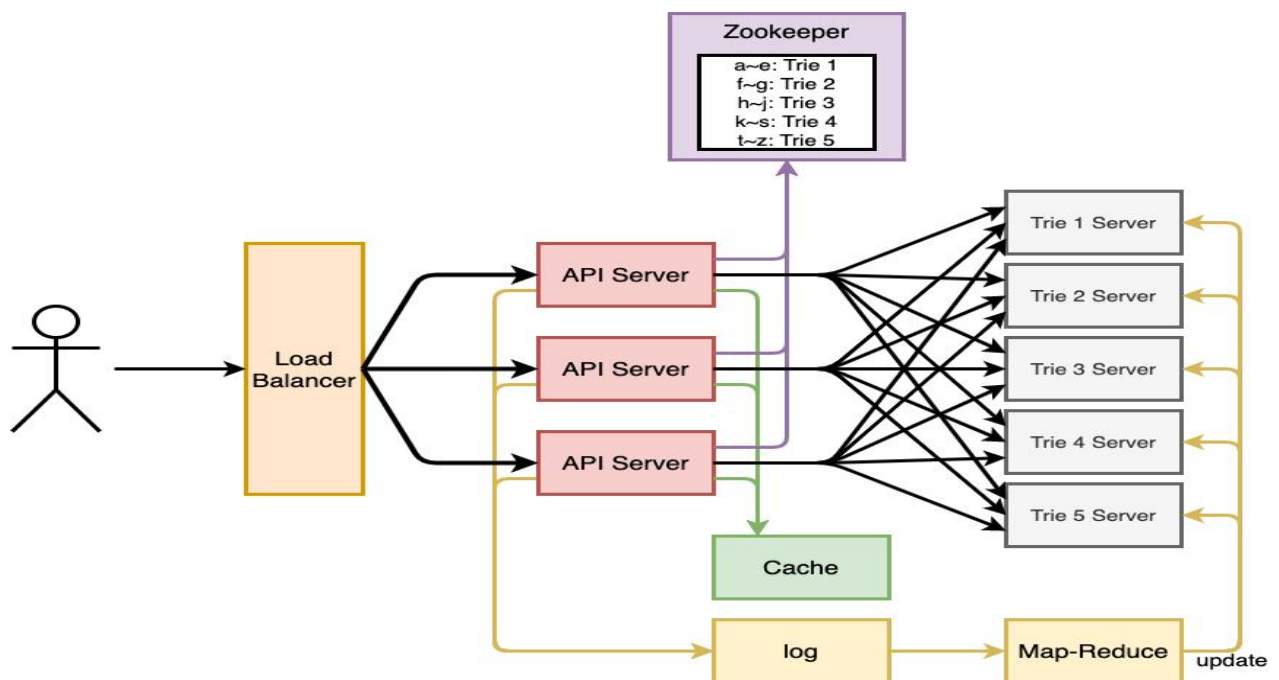 Zookeeper
a~e: Trie 1
f~g: Trie 2
h~j: Trie 3
k~s: Trie 4
t~z: Trie 5
Load
Balancer
API Server
API Server
API Server
Trie 1 Server
Trie 2 Server
Trie 3 Server
Trie 4 Server
Trie 5 Server
Cache
log
Map-Reduce
update